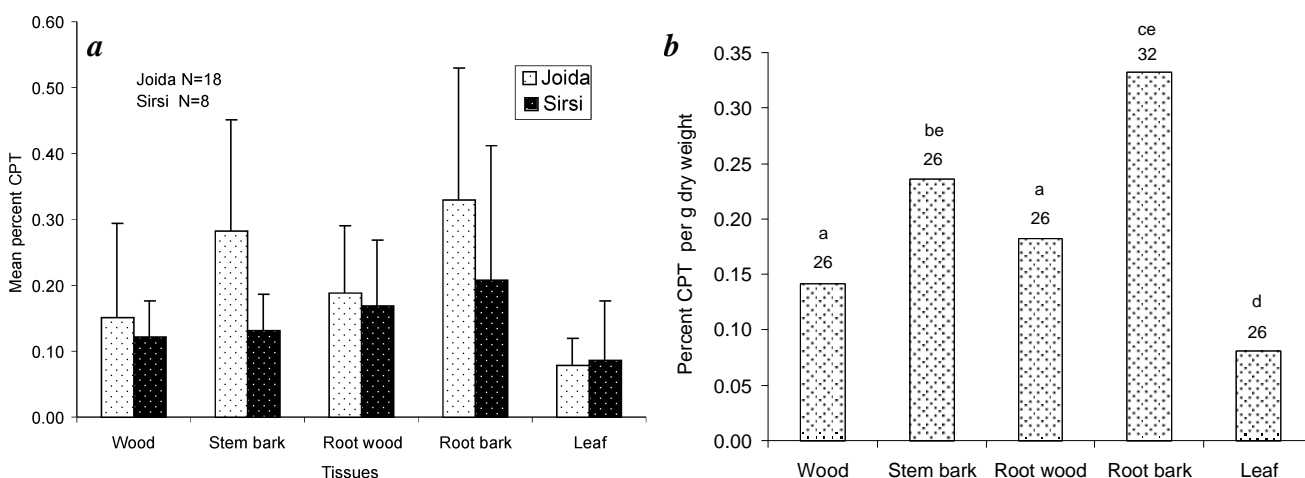 a
Joida N=18
Sirsi N=8
Joida
Sirsi
Mean percent CPT
0.60
0.50
0.40
0.30
0.20
0.10
0.00
Wood Stem bark Root wood Root bark Leaf
Tissues
b
Percent CPT per g dry weight
0.35
0.30
0.25
0.20
0.15
0.10
0.05
0.00
a
26
be
26
a
26
ce
32
d
26
Wood Stem bark Root wood Root bark Leaf